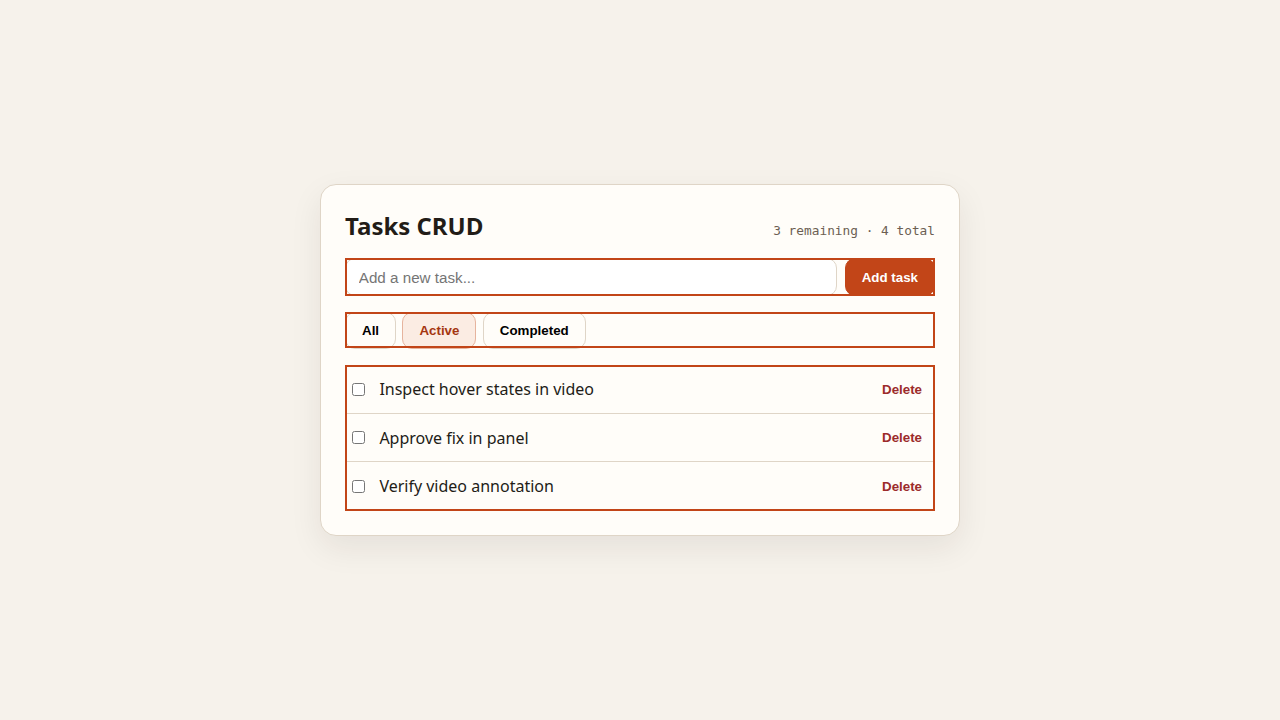 Tasks CRUD
3 remaining · 4 total
Add a new task...
Add task
All
Active
Completed
Inspect hover states in video
Delete
Approve fix in panel
Delete
Verify video annotation
Delete